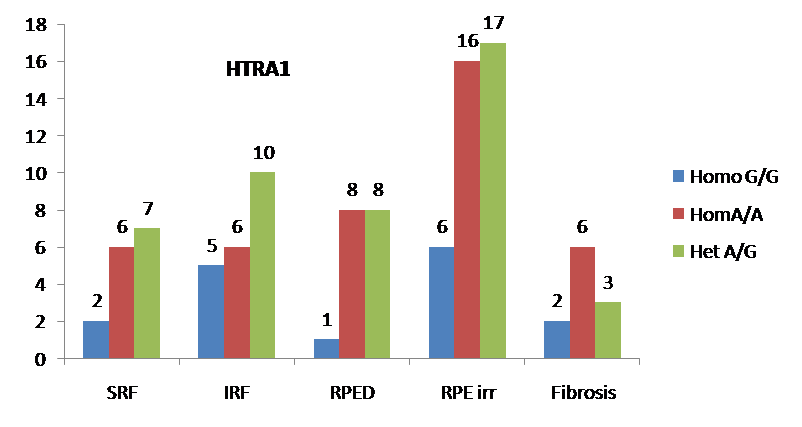 18
16
14
12
10
8
6
4
2
0
HTRA1
2
6
7
5
6
10
1
8
8
6
16
17
2
6
3
SRF
IRF
RPED
RPE irr
Fibrosis
Homo G/G
HomA/A
Het A/G